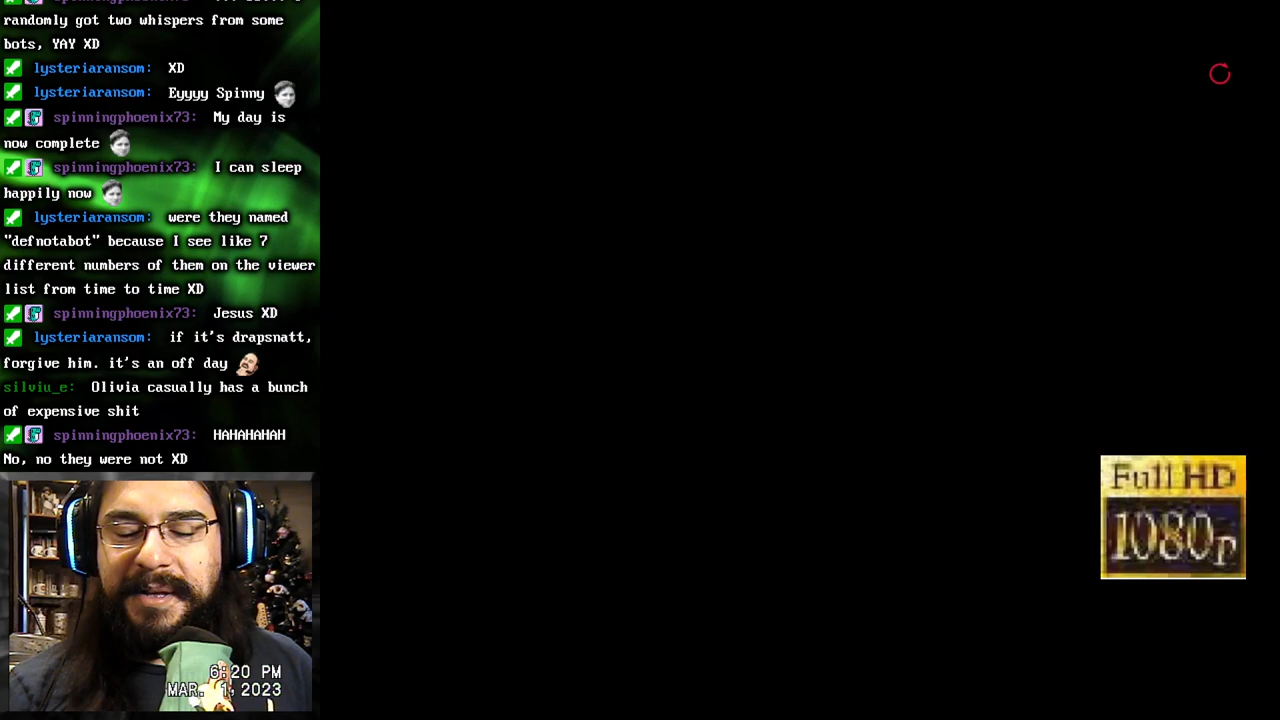 randomly got two whispers from some
bots, YAY XD
lysteriaransom: XD
lysteriaransom: Eyyyy Spinny
spinningphoenix73: My day is
now complete
spinningphoenix73: I can sleep
happily now
lysteriaransom: were they named
"defnotabot" because I see like 7
different numbers of them on the viewer
list from time to time XD
spinningphoenix73: Jesus XD
lysteriaransom: if it's drapsnatt,
forgive him. it's an off day
silviu_e: Olivia casually has a bunch
of expensive shit
spinningphoenix73: HAHAHAHAH
No, no they were not XD
Full HD
1080p
6:20 PM
MAR. 1, 2023